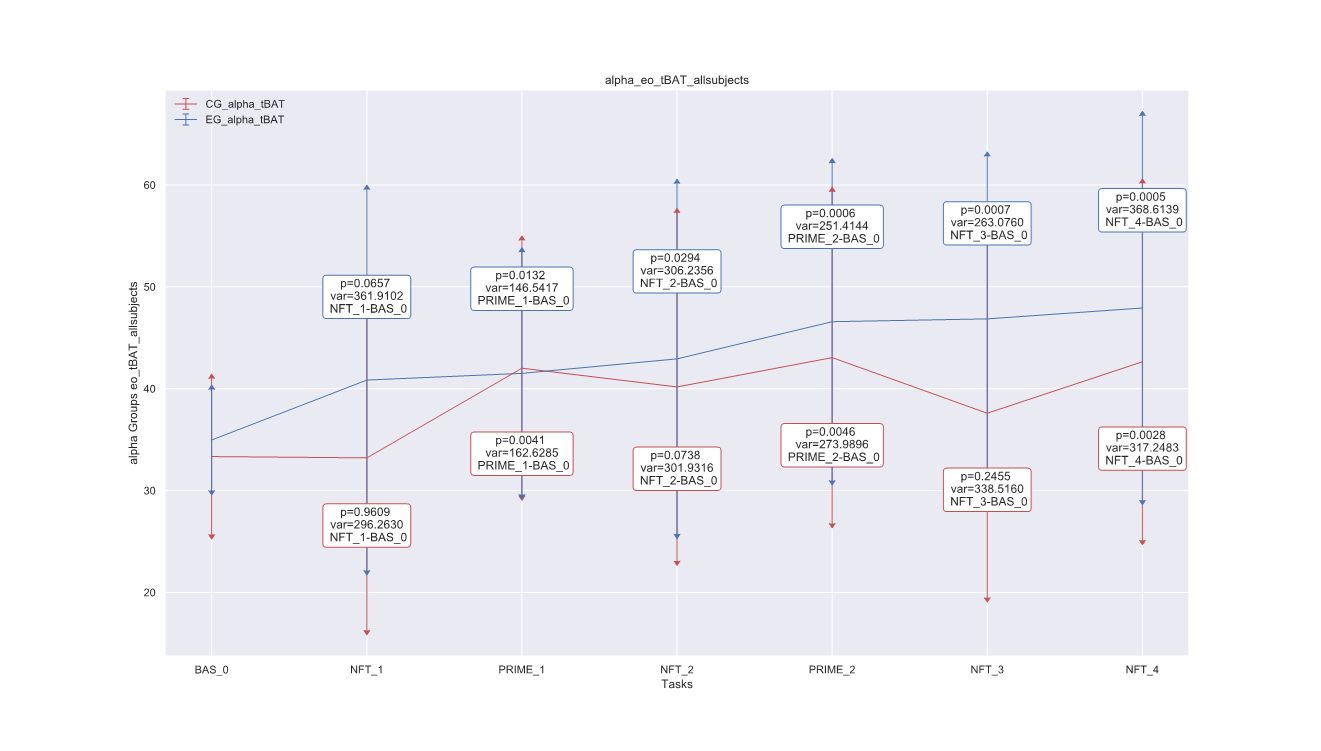 alpha_eo_tBAT_allsubjects
CG_alpha_tBAT
EG_alpha_tBAT
alpha Groups eo_tBAT_allsubjects
60
50
40
30
20
p=0.0657
var=361.9102
NFT_1-BAS_0
p=0.0132
var=146.5417
PRIME_1-BAS_0
p=0.0294
var=306.2356
NFT_2-BAS_0
p=0.0006
var=251.4144
PRIME_2-BAS_0
p=0.0007
var=263.0760
NFT_3-BAS_0
p=0.0005
var=368.6139
NFT_4-BAS_0
p=0.9609
var=296.2630
NFT_1-BAS_0
p=0.0041
var=162.6285
PRIME_1-BAS_0
p=0.0738
var=301.9316
NFT_2-BAS_0
p=0.0046
var=273.9896
PRIME_2-BAS_0
p=0.2455
var=338.5160
NFT_3-BAS_0
p=0.0028
var=317.2483
NFT_4-BAS_0
BAS_0 NFT_1 PRIME_1 NFT_2 PRIME_2 NFT_3 NFT_4
Tasks